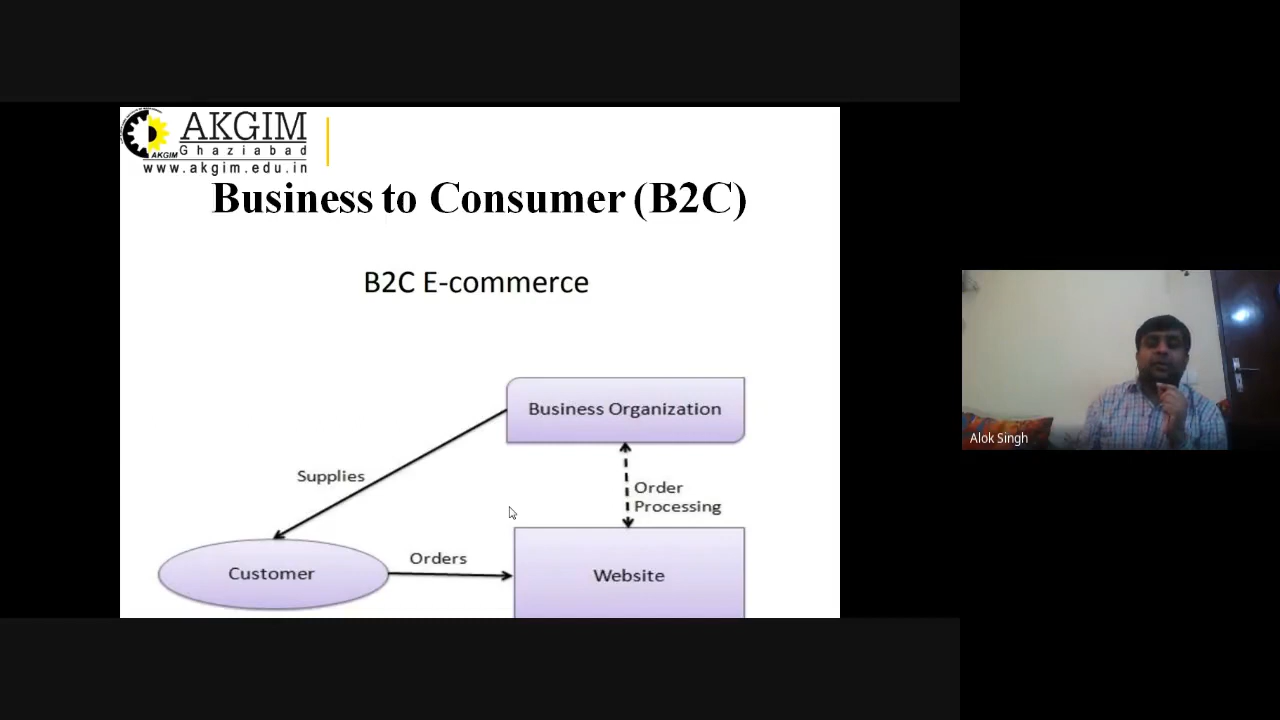 AKGIM
Ghaziabad
AKGIM
www.akgim.edu.in
Business to Consumer (B2C)
B2C E-commerce
Business Organization
Supplies
Order
Processing
Orders
Customer
Website
Alok Singh